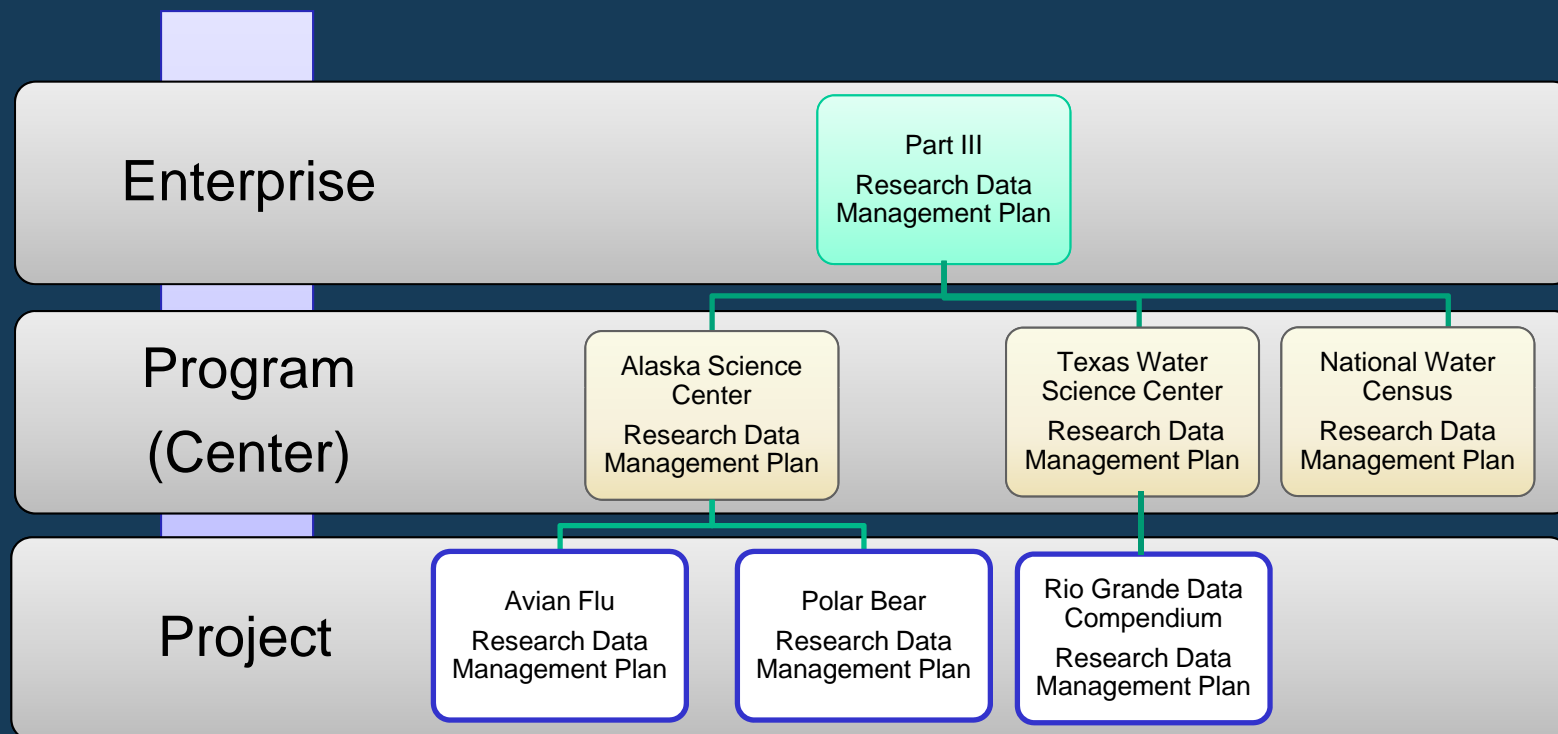 Enterprise
Part III
Research Data
Management Plan
Program
(Center)
Alaska Science
Center
Research Data
Management Plan
Texas Water
Science Center
Research Data
Management Plan
National Water
Census
Research Data
Management Plan
Project
Avian Flu
Research Data
Management Plan
Polar Bear
Research Data
Management Plan
Rio Grande Data
Compendium
Research Data
Management Plan